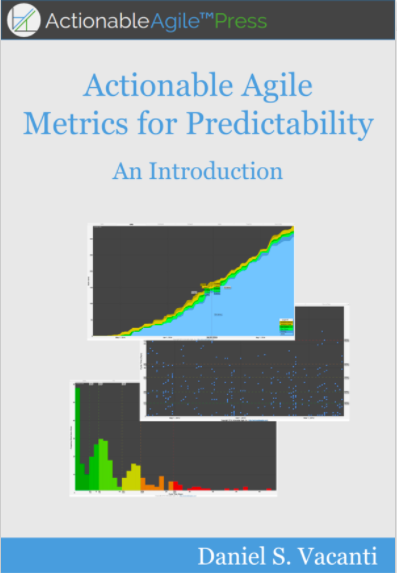 ActionableAgile™Press
Actionable Agile
Metrics for Predictability
An Introduction
Daniel S. Vacanti